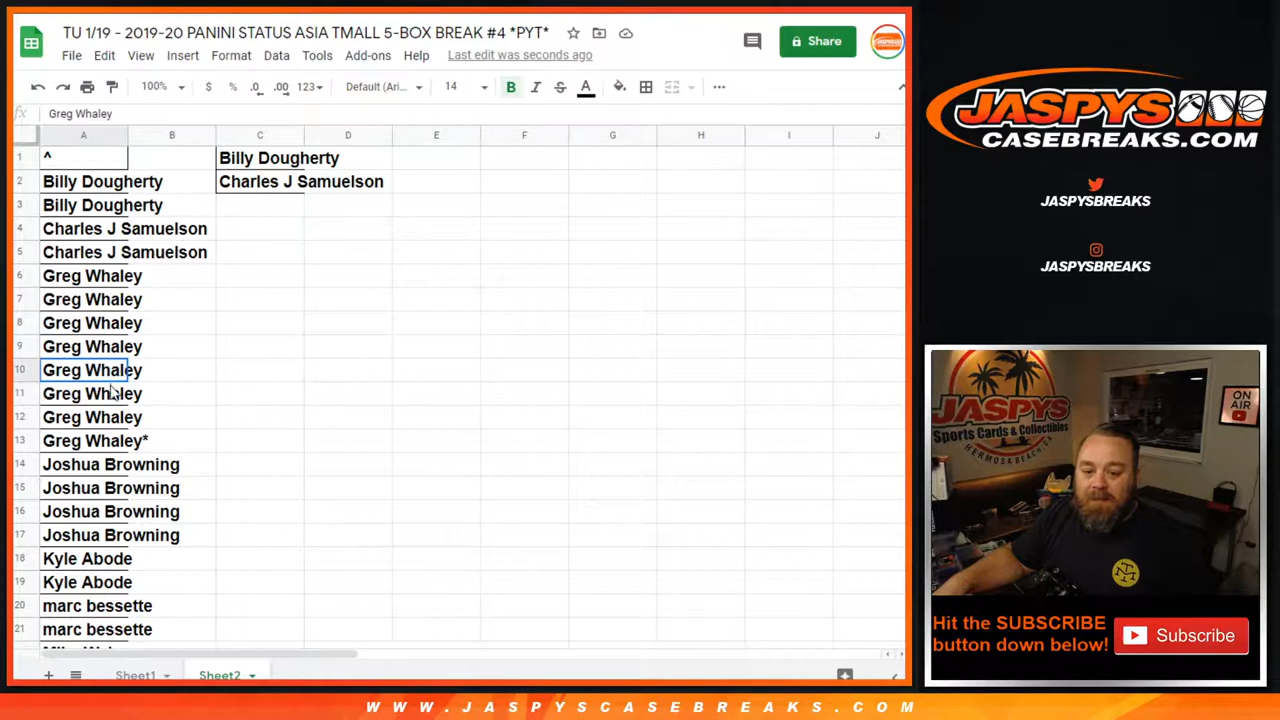 TU 1/19 - 2019-20 PANINI STATUS ASIA TMALL 5-BOX BREAK #4 *PYT*
File Edit View Insert Format Data Tools Add-ons Help Last edit was seconds ago
Share
100% $ % .0 .00 123 Default (Ari... 14 B I S A
fx Greg Whaley
A B C D E F G H I J
1 ^ Billy Dougherty
2 Billy Dougherty Charles J Samuelson
3 Billy Dougherty
4 Charles J Samuelson
5 Charles J Samuelson
6 Greg Whaley
7 Greg Whaley
8 Greg Whaley
9 Greg Whaley
10 Greg Whaley
11 Greg Whaley
12 Greg Whaley
13 Greg Whaley*
14 Joshua Browning
15 Joshua Browning
16 Joshua Browning
17 Joshua Browning
18 Kyle Abode
19 Kyle Abode
20 marc bessette
21 marc bessette
Sheet1 Sheet2
JASPYS
CASEBREAKS.COM
JASPYSBREAKS
JASPYSBREAKS
JASPYS
Sports Cards & Collectibles
HERMOSA BEACH, CA
ON AIR
Hit the SUBSCRIBE
button down below!
Subscribe
WWW.JASPYSCASEBREAKS.COM